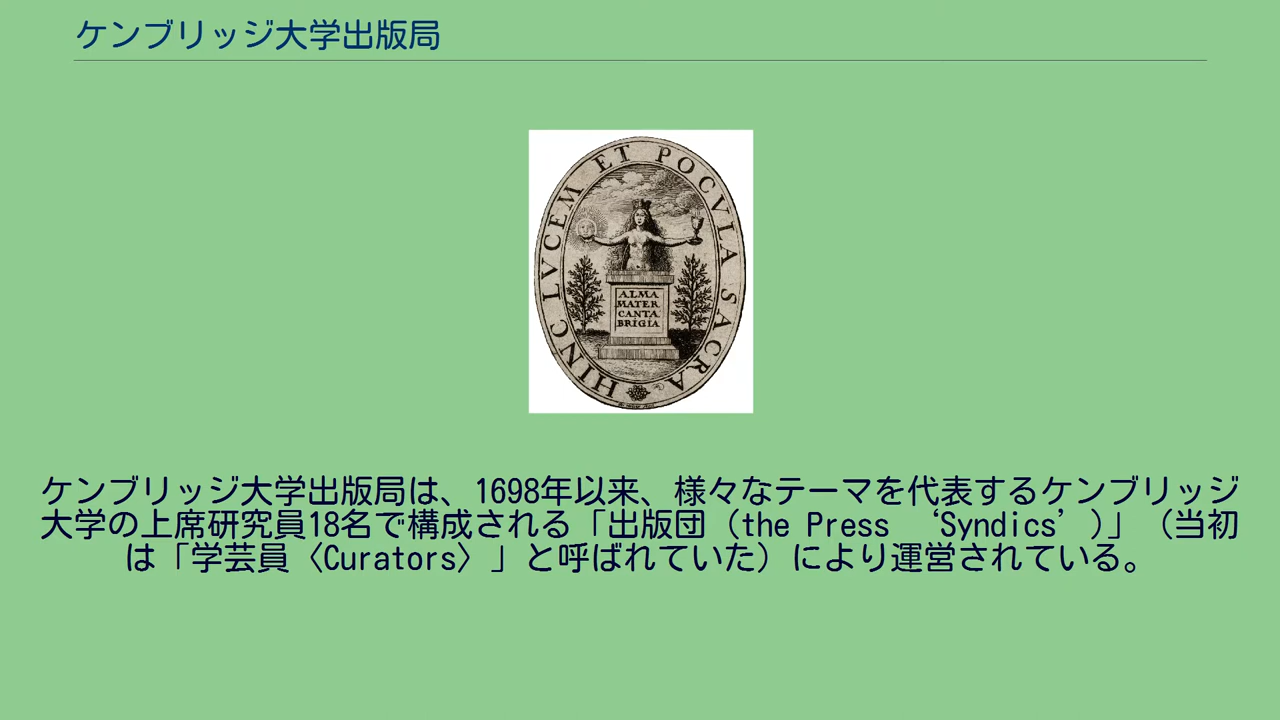 ケンブリッジ大学出版局
HINC LVCEM ET POCVLA SACRA
ALMA
MATER
CANTA
BRIGIA
ケンブリッジ大学出版局は、1698年以来、様々なテーマを代表するケンブリッジ
大学の上席研究員18名で構成される「出版団（the Press ‘Syndics’)」（当初
は「学芸員〈Curators〉」と呼ばれていた）により運営されている。